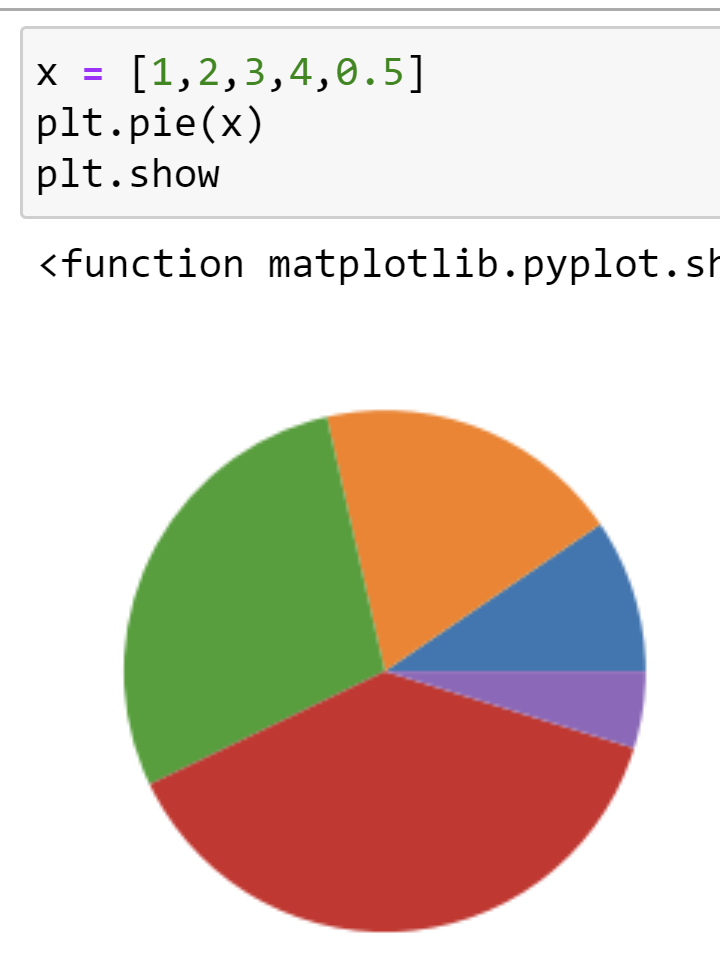 x = [1,2,3,4,0.5]
plt.pie(x)
plt.show
<function matplotlib.pyplot.sh